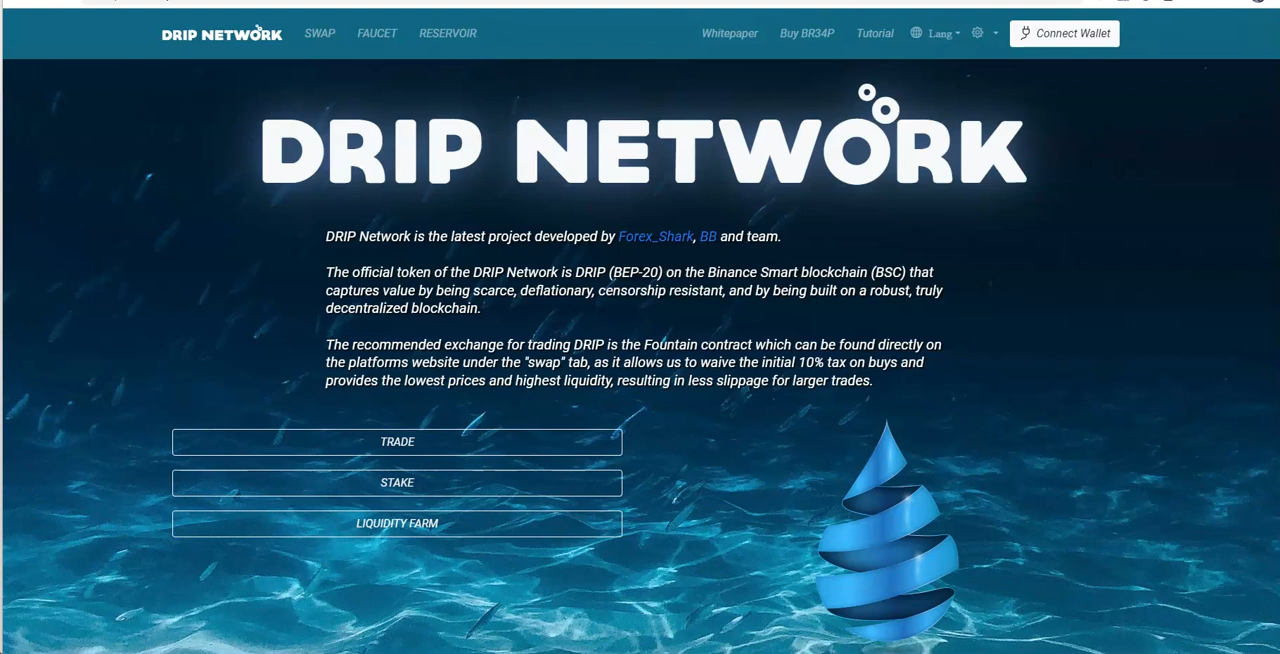 DRIP NETWORK SWAP FAUCET RESERVOIR Whitepaper Buy BR34P Tutorial Lang Connect Wallet
DRIP NETWORK
DRIP Network is the latest project developed by Forex_Shark, BB and team.
The official token of the DRIP Network is DRIP (BEP-20) on the Binance Smart blockchain (BSC) that
captures value by being scarce, deflationary, censorship resistant, and by being built on a robust, truly
decentralized blockchain.
The recommended exchange for trading DRIP is the Fountain contract which can be found directly on
the platforms website under the "swap" tab, as it allows us to waive the initial 10% tax on buys and
provides the lowest prices and highest liquidity, resulting in less slippage for larger trades.
TRADE
STAKE
LIQUIDITY FARM